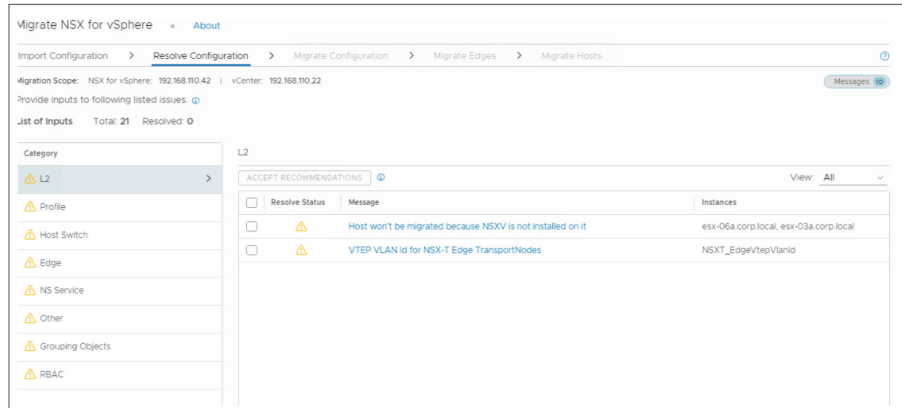 Migrate NSX for vSphere • About
Import Configuration > Resolve Configuration > Migrate Configuration > Migrate Edges > Migrate Hosts
Migration Scope: NSX for vSphere: 192.168.110.42 | vCenter: 192.168.110.22
Messages 10
Provide inputs to following listed issues.
List of Inputs Total: 21 Resolved: 0
Category
L2 >
Profile
Host Switch
Edge
NS Service
Other
Grouping Objects
RBAC
L2
ACCEPT RECOMMENDATIONS View: All
Resolve Status Message Instances
Host won't be migrated because NSXV is not installed on it esx-06a.corp.local, esx-03a.corp.local
VTEP VLAN Id for NSX-T Edge TransportNodes NSXT_EdgeVtepVlanId